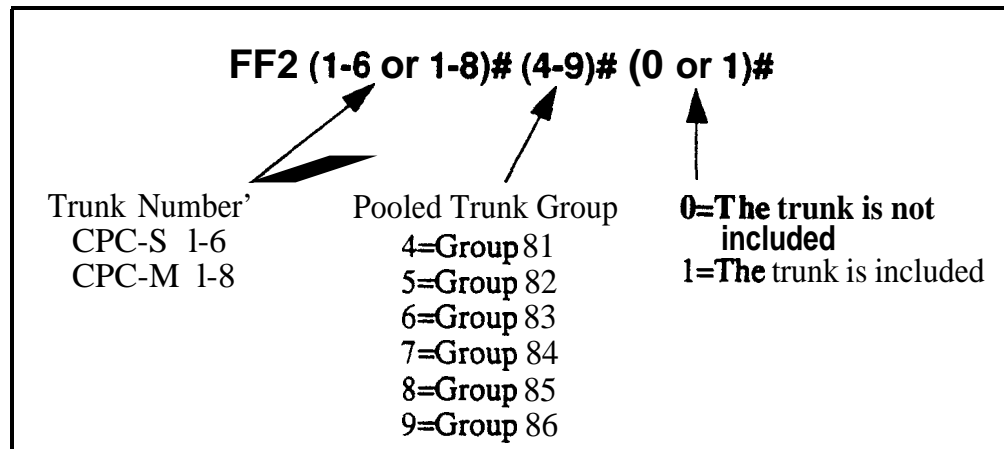 FF2 (1-6 or 1-8)# (4-9)# (0 or 1)#
Trunk Number’
CPC-S l-6
CPC-M l-8
Pooled Trunk Group
4=Group 81
5=Group 82
6=Group 83
7=Group 84
8=Group 85
9=Group 86
0=The trunk is not
included
1=The trunk is included